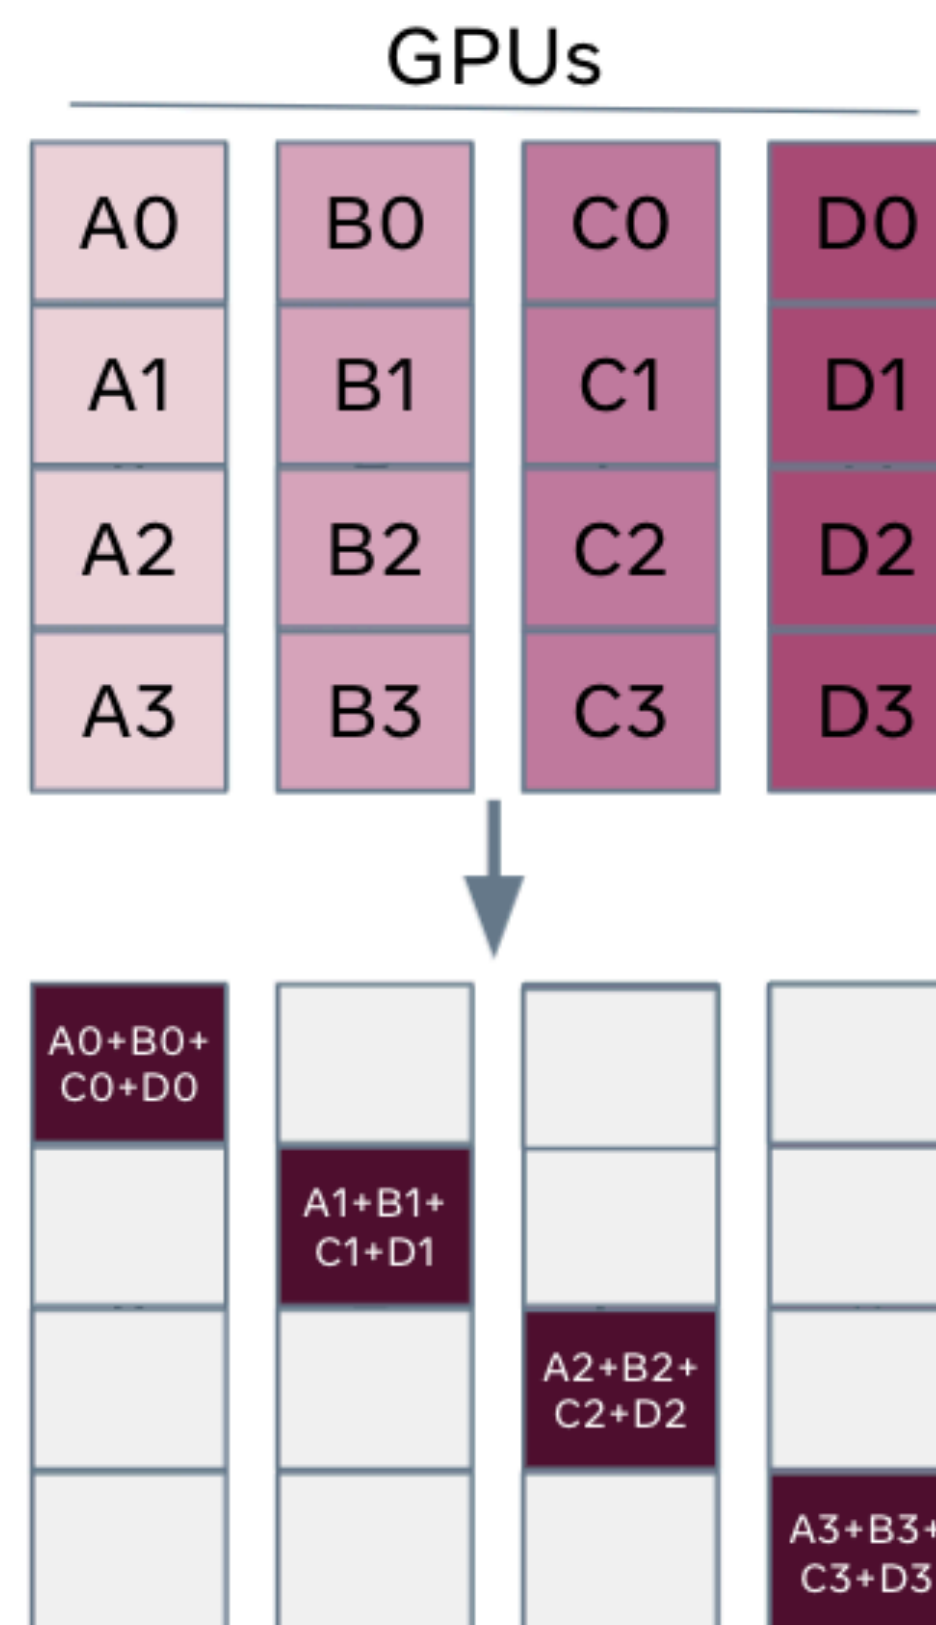 GPUs
A0 B0 C0 D0
A1 B1 C1 D1
A2 B2 C2 D2
A3 B3 C3 D3
A0+B0+
C0+D0
A1+B1+
C1+D1
A2+B2+
C2+D2
A3+B3+
C3+D3